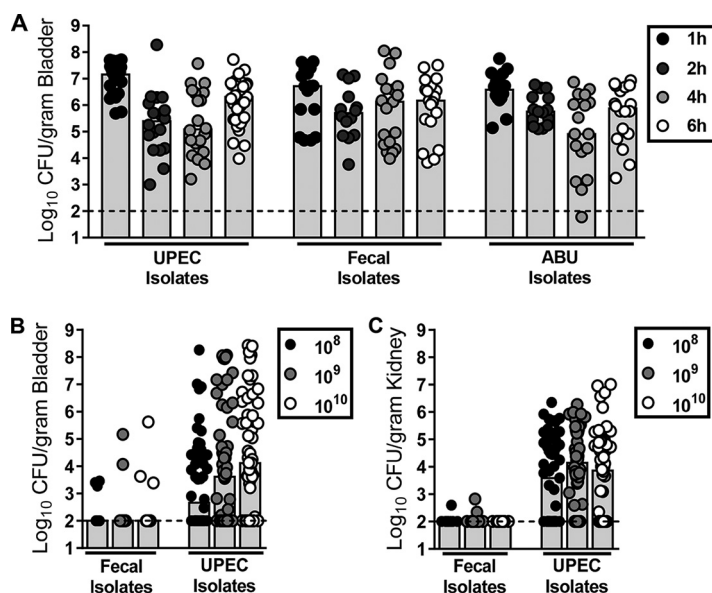 A
Log10 CFU/gram Bladder
9
8
7
6
5
4
3
2
1
UPEC
Isolates
Fecal
Isolates
ABU
Isolates
1h
2h
4h
6h
B
Log10 CFU/gram Bladder
9
8
7
6
5
4
3
2
1
Fecal
Isolates
UPEC
Isolates
10^8
10^9
10^10
C
Log10 CFU/gram Kidney
9
8
7
6
5
4
3
2
1
Fecal
Isolates
UPEC
Isolates
10^8
10^9
10^10